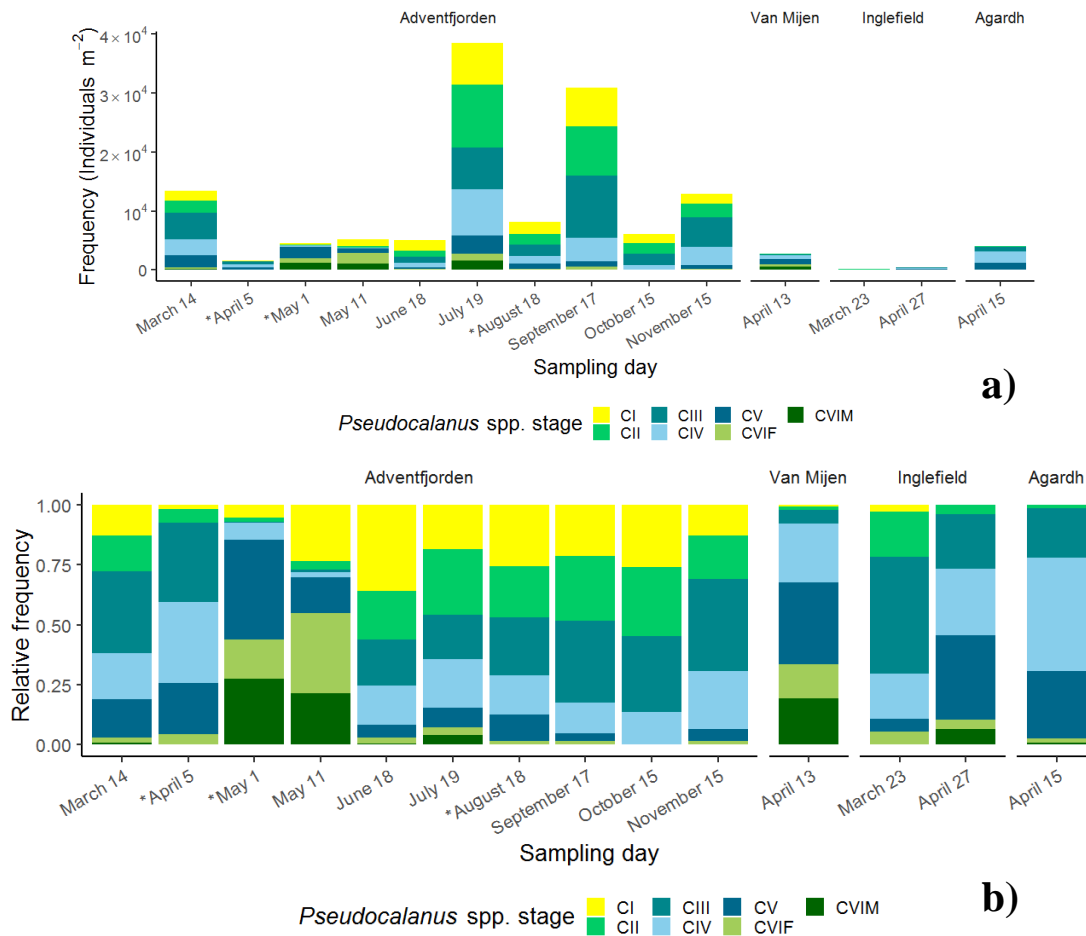 Adventfjorden Van Mijen Inglefield Agardh
Frequency (Individuals m⁻²)
4 × 10⁴
3 × 10⁴
2 × 10⁴
10⁴
0
March 14 *April 5 *May 1 May 11 June 18 July 19 *August 18 September 17 October 15 November 15 April 13 March 23 April 27 April 15
Sampling day
a)
Pseudocalanus spp. stage CI CIII CV CVIM
CII CIV CVIF
Adventfjorden Van Mijen Inglefield Agardh
Relative frequency
1.00
0.75
0.50
0.25
0.00
March 14 *April 5 *May 1 May 11 June 18 July 19 *August 18 September 17 October 15 November 15 April 13 March 23 April 27 April 15
Sampling day
b)
Pseudocalanus spp. stage CI CIII CV CVIM
CII CIV CVIF